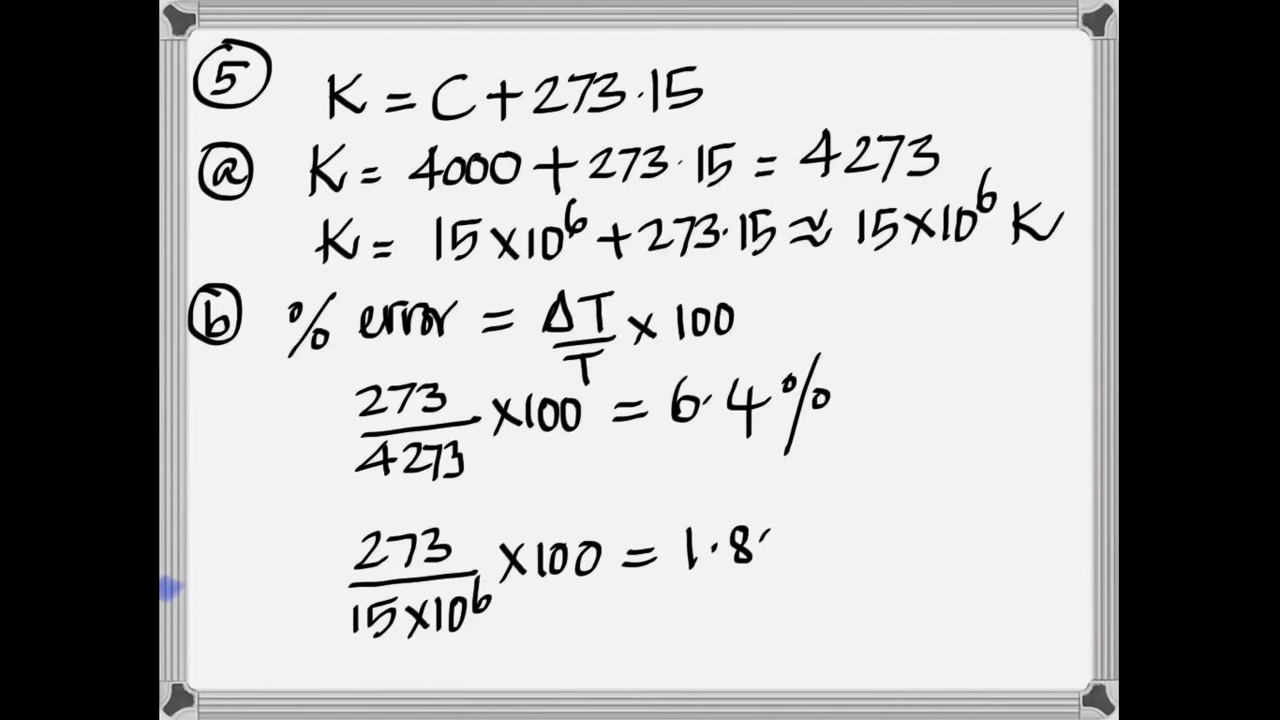 5 K = C + 273.15
a K = 4000 + 273.15 = 4273
K = 15×10⁶ + 273.15 ≈ 15×10⁶ K
b % error = ΔT/T × 100
273/4273 ×100 = 6.4%
273/15×10⁶ ×100 = 1.8